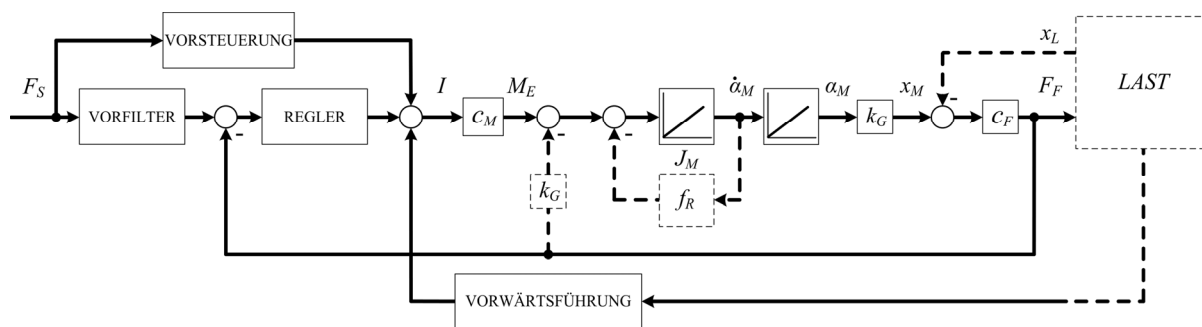 VORSTEUERUNG
x_L
F_S
I
M_E
α̇_M
α_M
x_M
F_F
LAST
VORFILTER
-
REGLER
c_M
-
-
k_G
-
c_F
J_M
k_G
f_R
VORWÄRTSFÜHRUNG